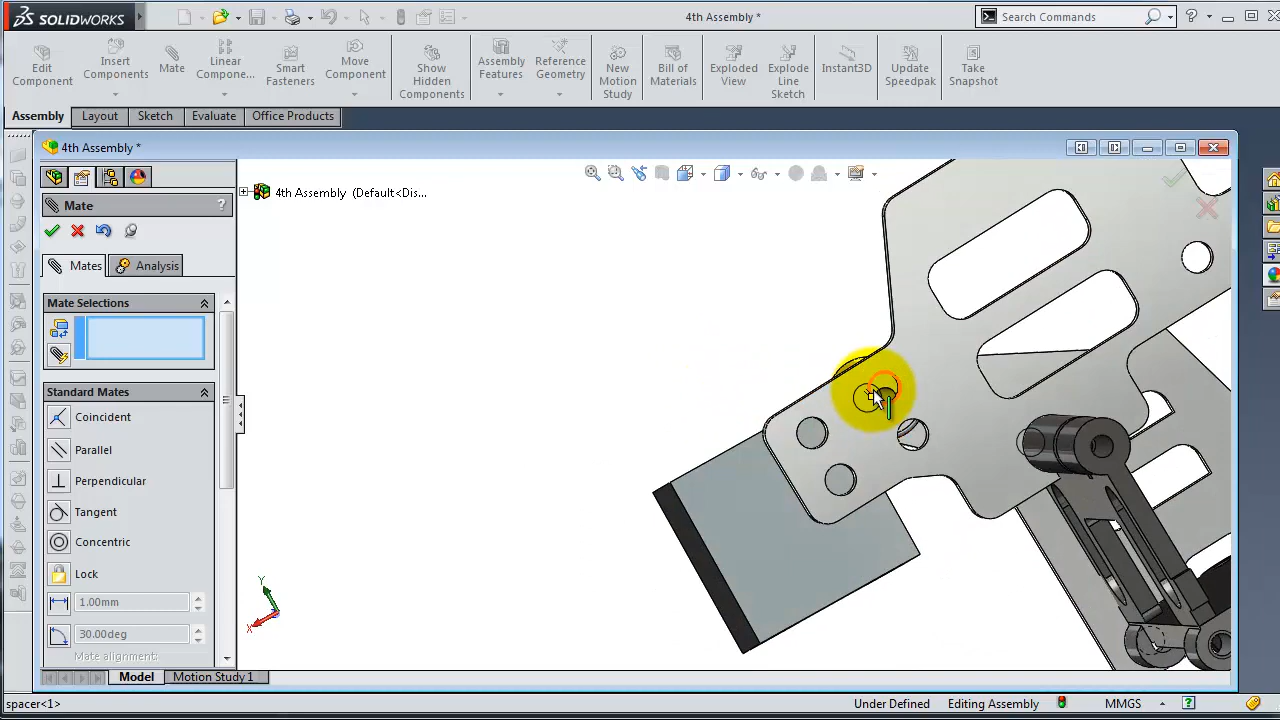 SOLIDWORKS
4th Assembly *
Search Commands
Edit Component
Insert Components
Mate
Linear Compone...
Smart Fasteners
Move Component
Show Hidden Components
Assembly Features
Reference Geometry
New Motion Study
Bill of Materials
Exploded View
Explode Line Sketch
Instant3D
Update Speedpak
Take Snapshot
Assembly
Layout
Sketch
Evaluate
Office Products
4th Assembly *
4th Assembly (Default<Dis...
Mate
?
Mates
Analysis
Mate Selections
Standard Mates
Coincident
Parallel
Perpendicular
Tangent
Concentric
Lock
1.00mm
30.00deg
Mate alignment:
Y
X
Model
Motion Study 1
spacer<1>
Under Defined
Editing Assembly
MMGS
?